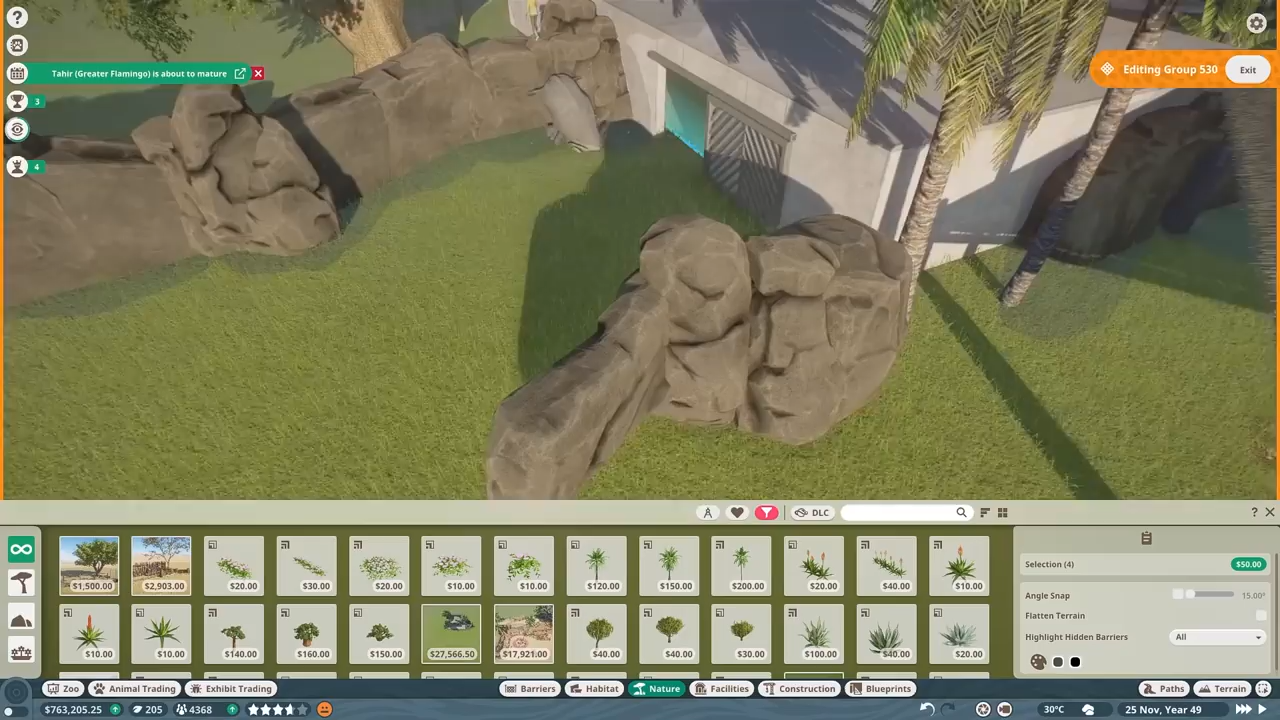 Tahir (Greater Flamingo) is about to mature
3
4
Editing Group 530
Exit
DLC
$1,500.00
$2,903.00
$20.00
$30.00
$20.00
$10.00
$10.00
$120.00
$150.00
$200.00
$20.00
$40.00
$10.00
$10.00
$10.00
$140.00
$160.00
$150.00
$27,566.50
$17,921.00
$40.00
$40.00
$30.00
$100.00
$40.00
$20.00
Selection (4)
$50.00
Angle Snap
15.00°
Flatten Terrain
Highlight Hidden Barriers
All
Zoo
Animal Trading
Exhibit Trading
Barriers
Habitat
Nature
Facilities
Construction
Blueprints
Paths
Terrain
$763,205.25
205
4368
30°C
25 Nov, Year 49